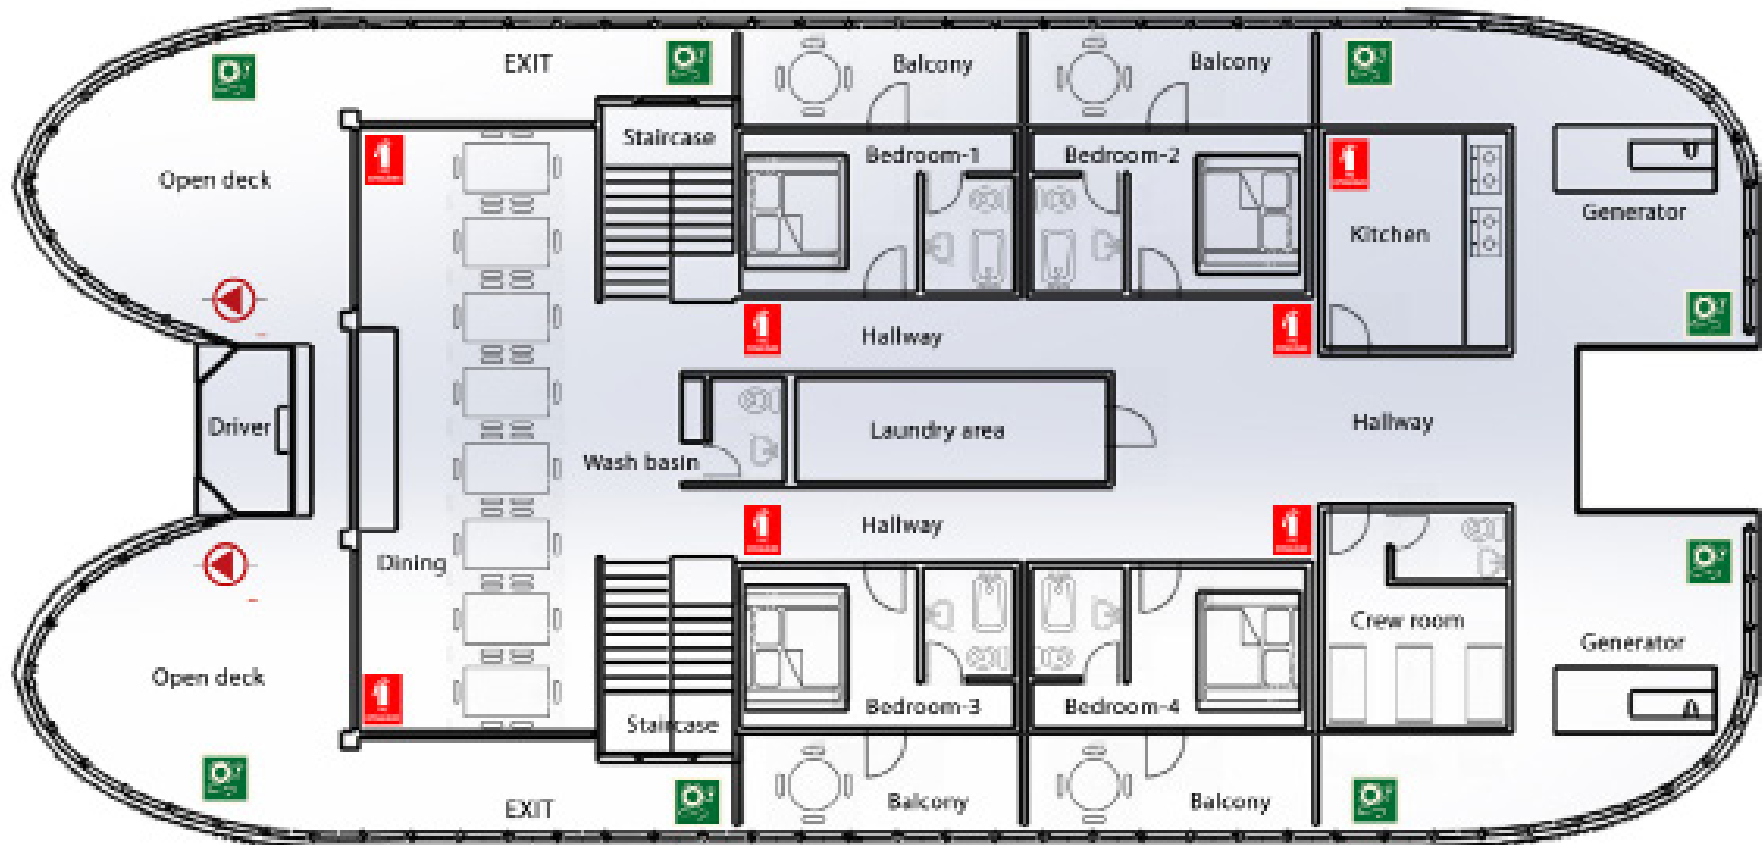 EXIT
Balcony
Balcony
Staircase
Bedroom-1
Bedroom-2
Open deck
Generator
Kitchen
Hallway
Driver
Laundry area
Hallway
Wash basin
Hallway
Dining
Crew room
Generator
Open deck
Bedroom-3
Bedroom-4
Staircase
EXIT
Balcony
Balcony